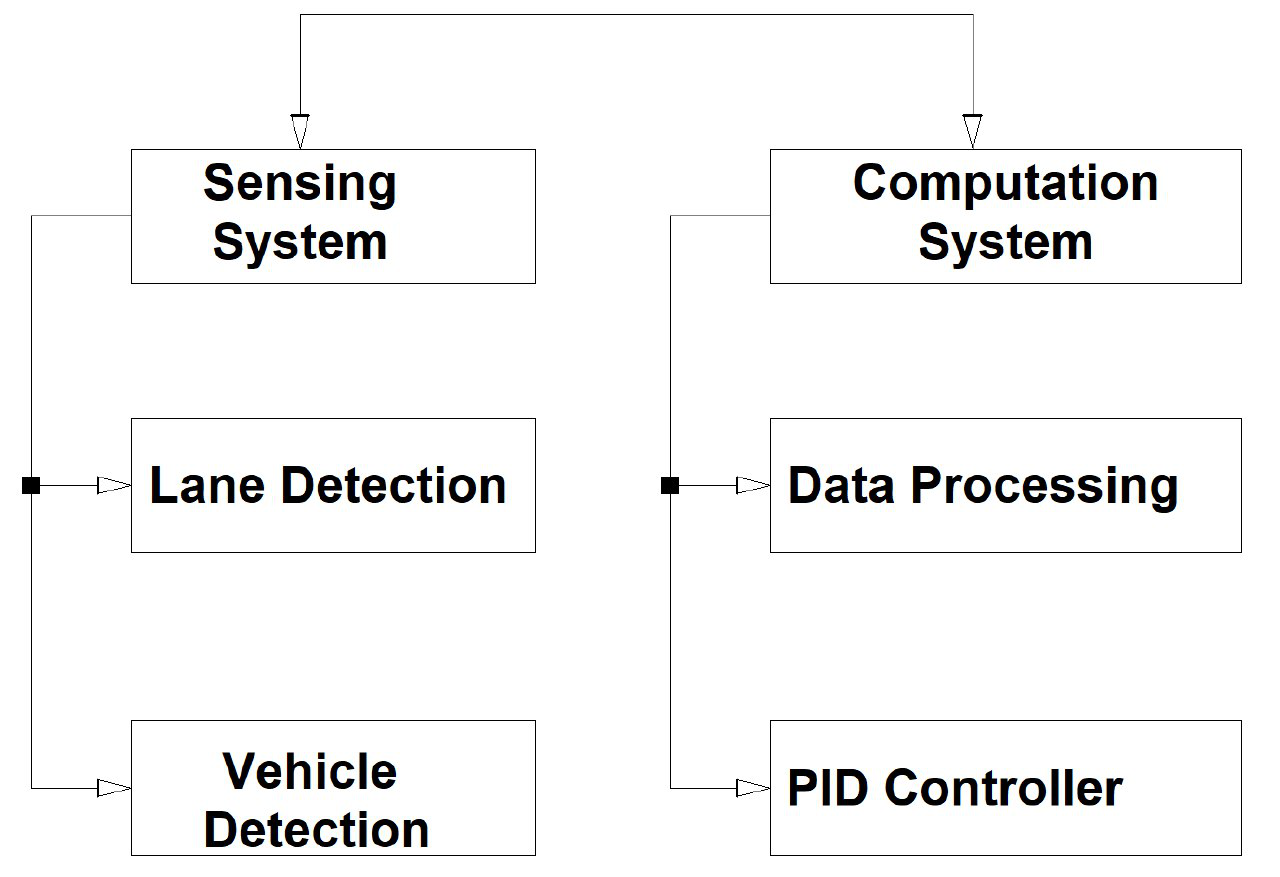 Sensing
System
Computation
System
Lane Detection
Data Processing
Vehicle
Detection
PID Controller